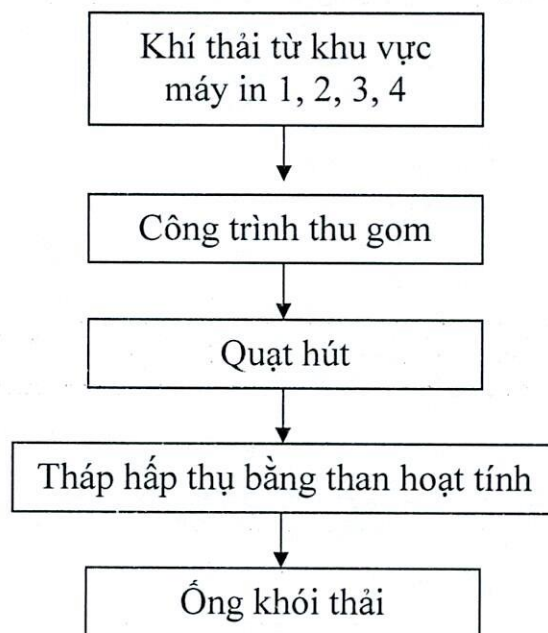 Khí thải từ khu vực
máy in 1, 2, 3, 4
Công trình thu gom
Quạt hút
Tháp hấp thụ bằng than hoạt tính
Ống khói thải